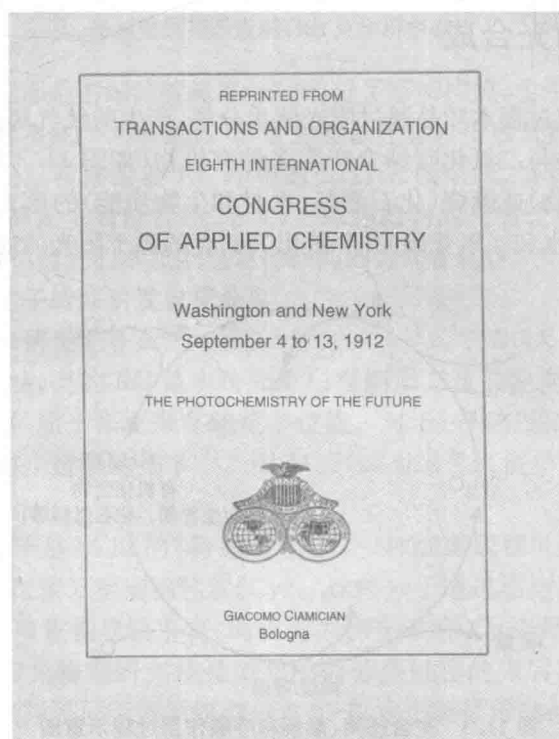 REPRINTED FROM
TRANSACTIONS AND ORGANIZATION
EIGHTH INTERNATIONAL
CONGRESS
OF APPLIED CHEMISTRY
Washington and New York
September 4 to 13, 1912
THE PHOTOCHEMISTRY OF THE FUTURE
GIACOMO CIAMICIAN
Bologna